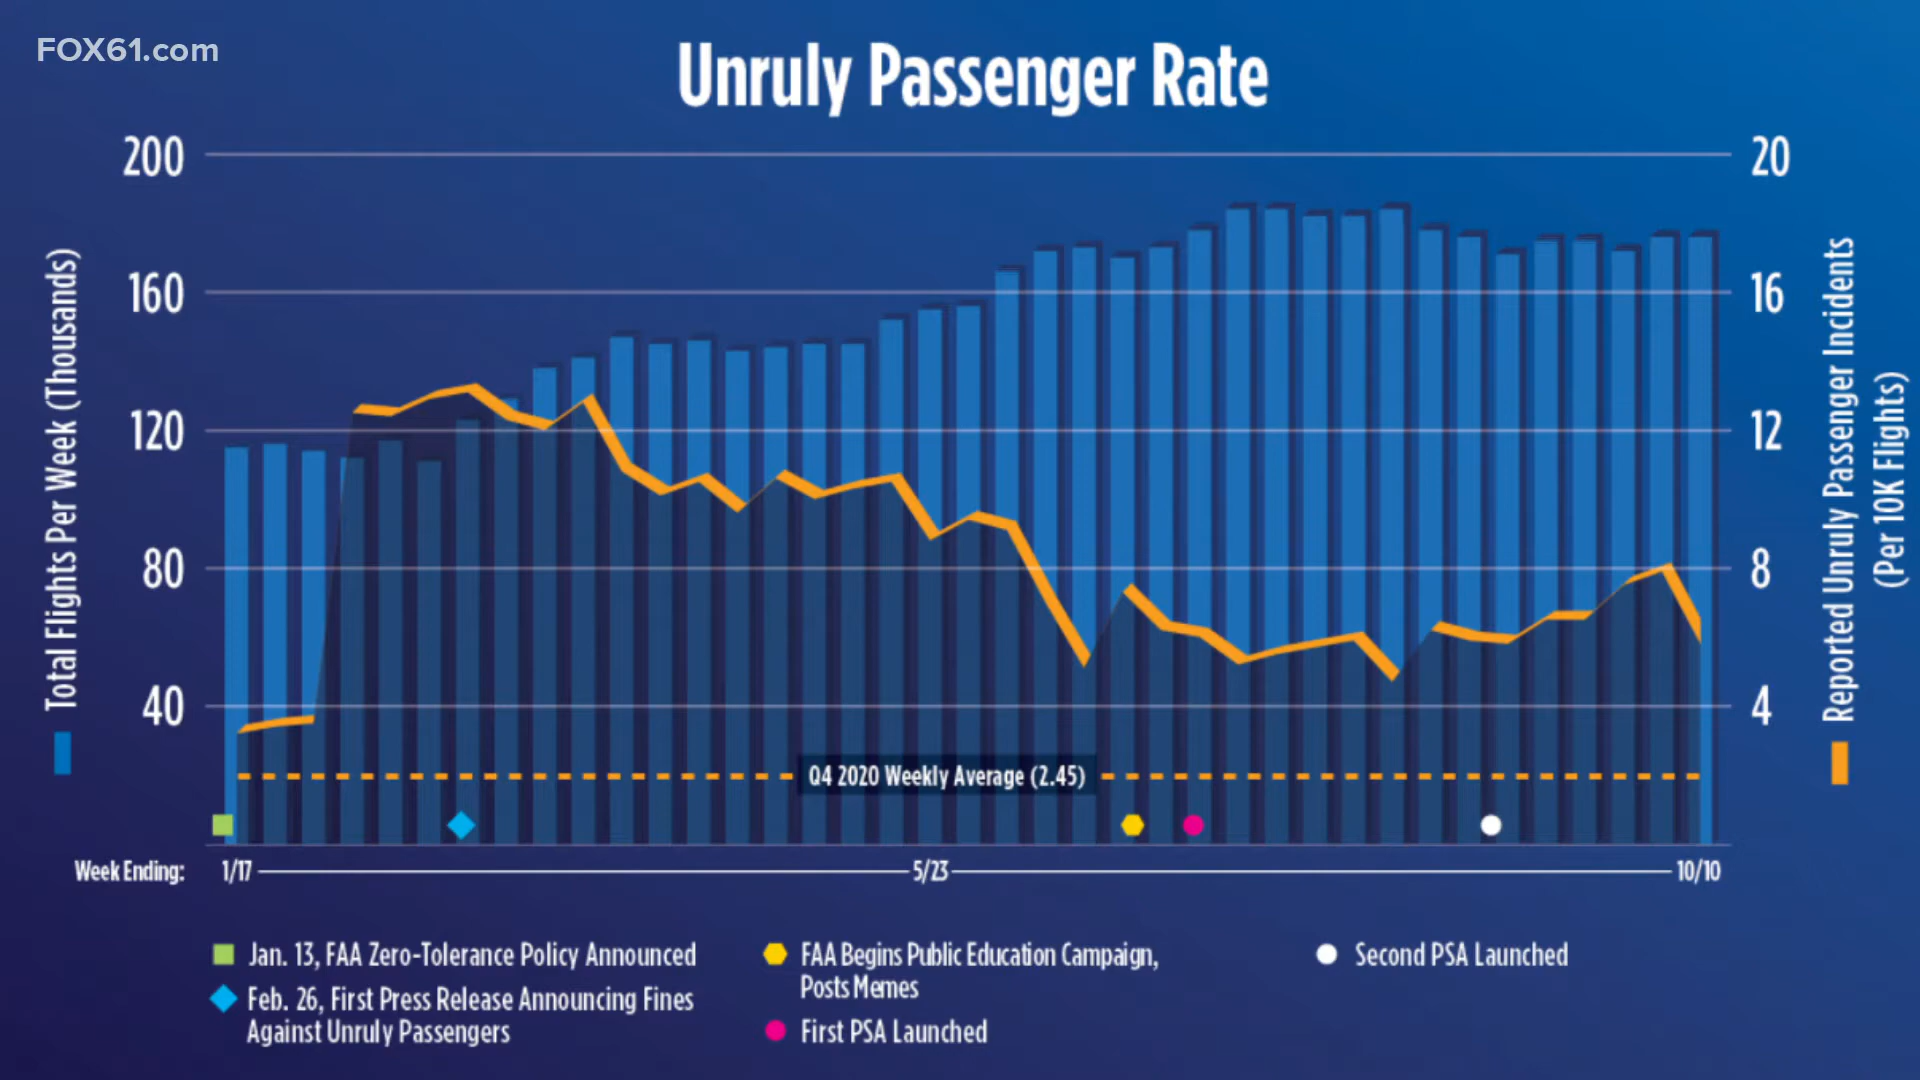 FOX61.com
Unruly Passenger Rate
200
160
120
80
40
20
16
12
8
4
Total Flights Per Week (Thousands)
Reported Unruly Passenger Incidents
(Per 10K Flights)
Q4 2020 Weekly Average (2.45)
Week Ending: 1/17 5/23 10/10
Jan. 13, FAA Zero-Tolerance Policy Announced
Feb. 26, First Press Release Announcing Fines
Against Unruly Passengers
FAA Begins Public Education Campaign,
Posts Memes
First PSA Launched
Second PSA Launched